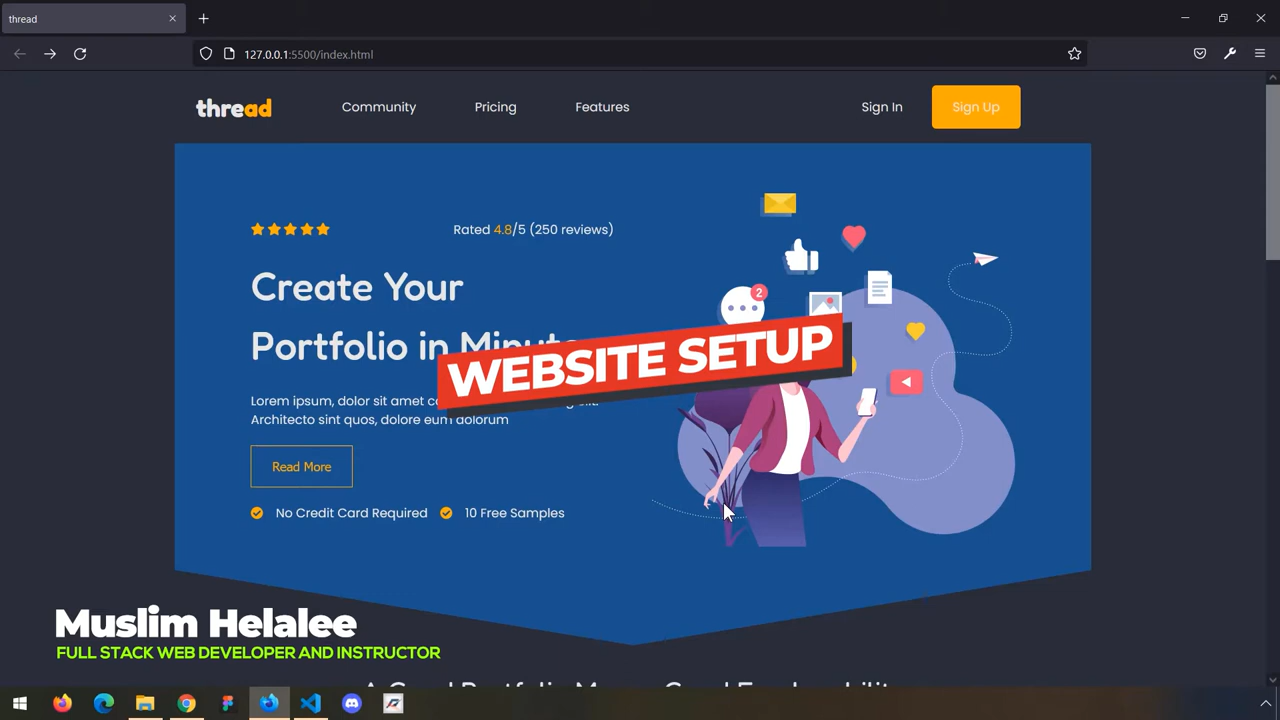 thread
127.0.0.1:5500/index.html
thread
Community
Pricing
Features
Sign In
Sign Up
Rated 4.8/5 (250 reviews)
2
Create Your
Portfolio in
WEBSITE SETUP
Lorem ipsum, dolor sit amet
Architecto sint quos, dolore eum dolorum
Read More
No Credit Card Required
10 Free Samples
Muslim Helalee
FULL STACK WEB DEVELOPER AND INSTRUCTOR